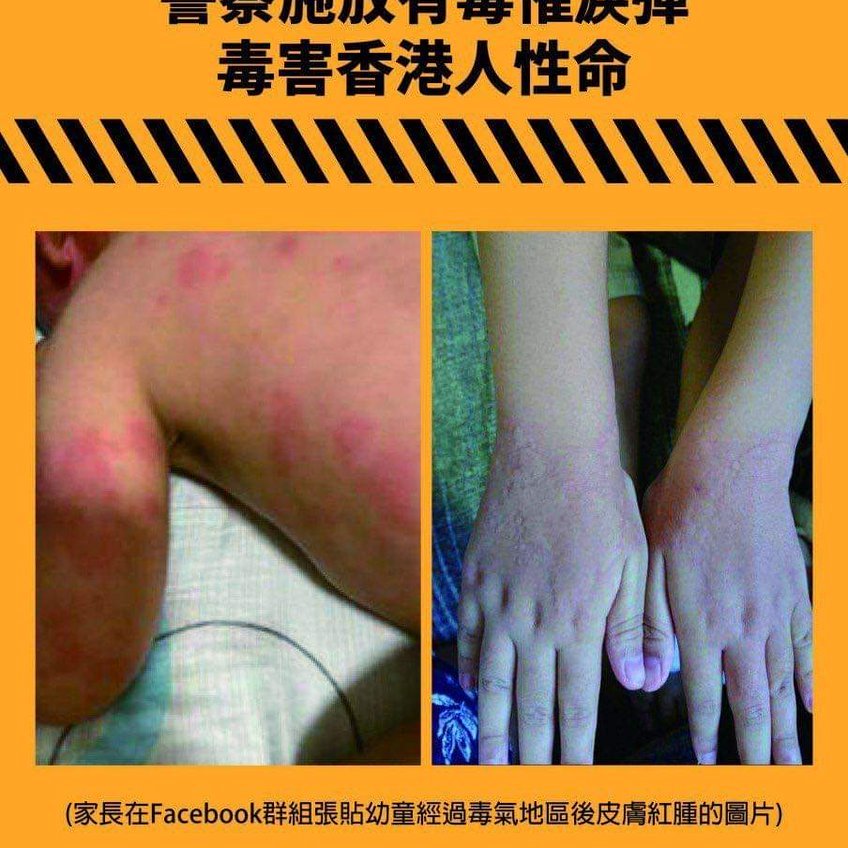 警察施放有毒催淚彈
毒害香港人性命
(家長在Facebook群組張貼幼童經過毒氣地區後皮膚紅腫的圖片)